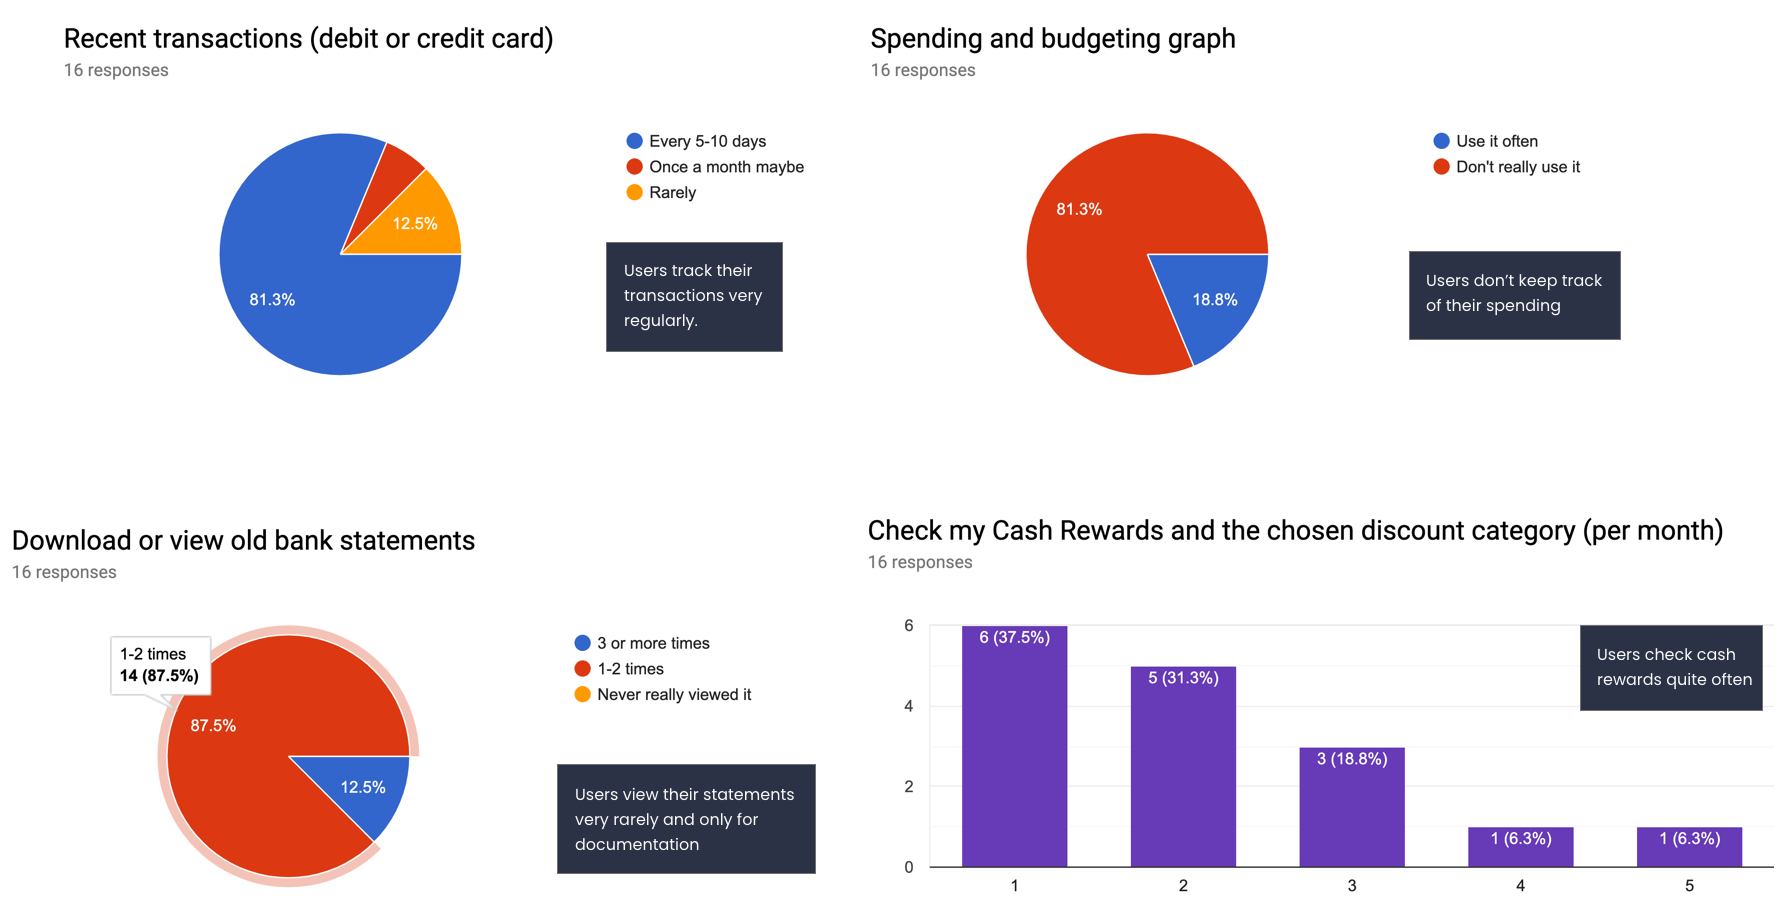 Recent transactions (debit or credit card)
16 responses
Every 5-10 days
Once a month maybe
Rarely
12.5%
81.3%
Users track their
transactions very
regularly.
Spending and budgeting graph
16 responses
Use it often
Don't really use it
81.3%
18.8%
Users don’t keep track
of their spending
Download or view old bank statements
16 responses
1-2 times
14 (87.5%)
87.5%
12.5%
3 or more times
1-2 times
Never really viewed it
Users view their statements
very rarely and only for
documentation
Check my Cash Rewards and the chosen discount category (per month)
16 responses
6
4
2
0
6 (37.5%)
5 (31.3%)
3 (18.8%)
1 (6.3%)
1 (6.3%)
1
2
3
4
5
Users check cash
rewards quite often